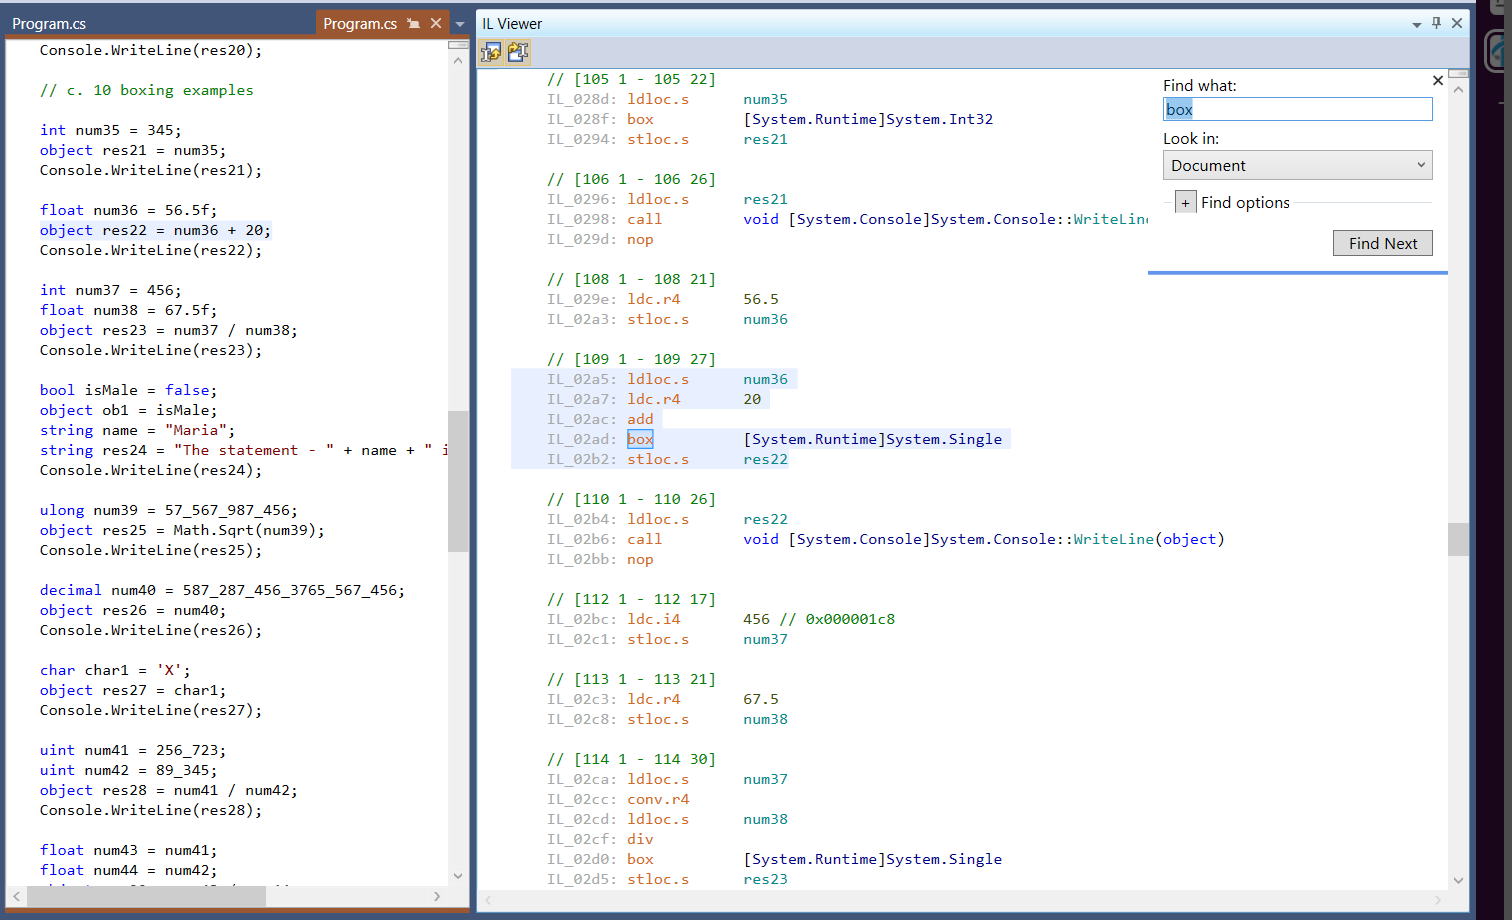 Program.cs
Program.cs
Console.WriteLine(res20);
// c. 10 boxing examples
int num35 = 345;
object res21 = num35;
Console.WriteLine(res21);
float num36 = 56.5f;
object res22 = num36 + 20;
Console.WriteLine(res22);
int num37 = 456;
float num38 = 67.5f;
object res23 = num37 / num38;
Console.WriteLine(res23);
bool isMale = false;
object ob1 = isMale;
string name = "Maria";
string res24 = "The statement - " + name + " i
Console.WriteLine(res24);
ulong num39 = 57_567_987_456;
object res25 = Math.Sqrt(num39);
Console.WriteLine(res25);
decimal num40 = 587_287_456_3765_567_456;
object res26 = num40;
Console.WriteLine(res26);
char char1 = 'X';
object res27 = char1;
Console.WriteLine(res27);
uint num41 = 256_723;
uint num42 = 89_345;
object res28 = num41 / num42;
Console.WriteLine(res28);
float num43 = num41;
float num44 = num42;
IL Viewer
// [105 1 - 105 22]
IL_028d: ldloc.s num35
IL_028f: box [System.Runtime]System.Int32
IL_0294: stloc.s res21
// [106 1 - 106 26]
IL_0296: ldloc.s res21
IL_0298: call void [System.Console]System.Console::WriteLine
IL_029d: nop
// [108 1 - 108 21]
IL_029e: ldc.r4 56.5
IL_02a3: stloc.s num36
// [109 1 - 109 27]
IL_02a5: ldloc.s num36
IL_02a7: ldc.r4 20
IL_02ac: add
IL_02ad: box [System.Runtime]System.Single
IL_02b2: stloc.s res22
// [110 1 - 110 26]
IL_02b4: ldloc.s res22
IL_02b6: call void [System.Console]System.Console::WriteLine(object)
IL_02bb: nop
// [112 1 - 112 17]
IL_02bc: ldc.i4 456 // 0x000001c8
IL_02c1: stloc.s num37
// [113 1 - 113 21]
IL_02c3: ldc.r4 67.5
IL_02c8: stloc.s num38
// [114 1 - 114 30]
IL_02ca: ldloc.s num37
IL_02cc: conv.r4
IL_02cd: ldloc.s num38
IL_02cf: div
IL_02d0: box [System.Runtime]System.Single
IL_02d5: stloc.s res23
Find what:
box
Look in:
Document
+ Find options
Find Next